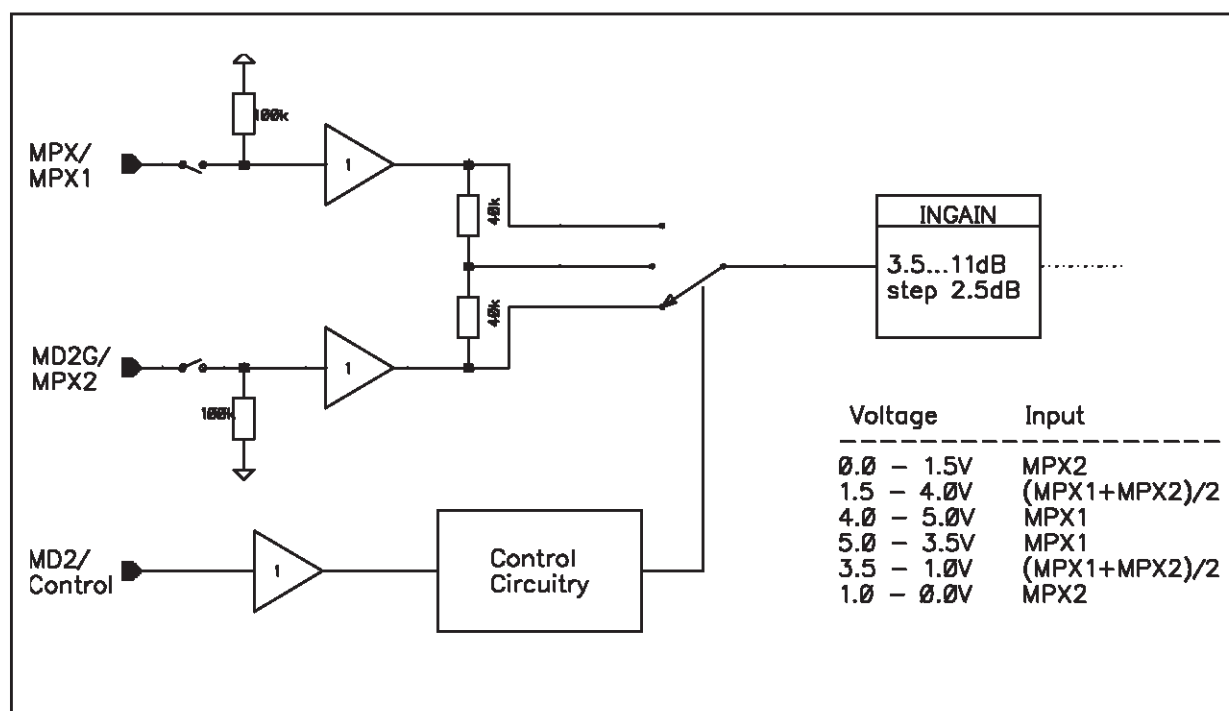 100k
MPX/
MPX1
1
40k
INGAIN
3.5...11dB
step 2.5dB
40k
MD2G/
MPX2
1
100k
Voltage Input
0.0 - 1.5V MPX2
1.5 - 4.0V (MPX1+MPX2)/2
4.0 - 5.0V MPX1
5.0 - 3.5V MPX1
3.5 - 1.0V (MPX1+MPX2)/2
1.0 - 0.0V MPX2
MD2/
Control
1
Control
Circuitry